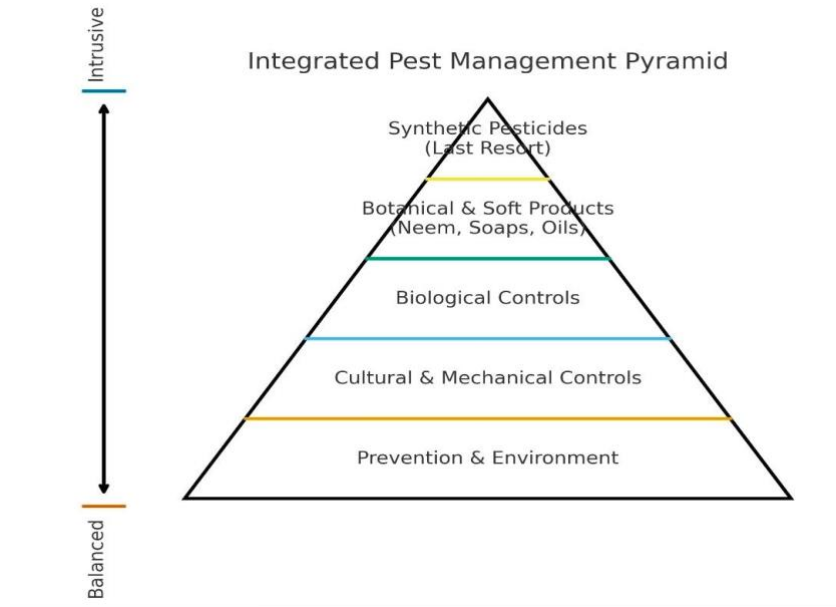 Intrusive
Integrated Pest Management Pyramid
Synthetic Pesticides
(Last Resort)
Botanical & Soft Products
(Neem, Soaps, Oils)
Biological Controls
Cultural & Mechanical Controls
Prevention & Environment
Balanced